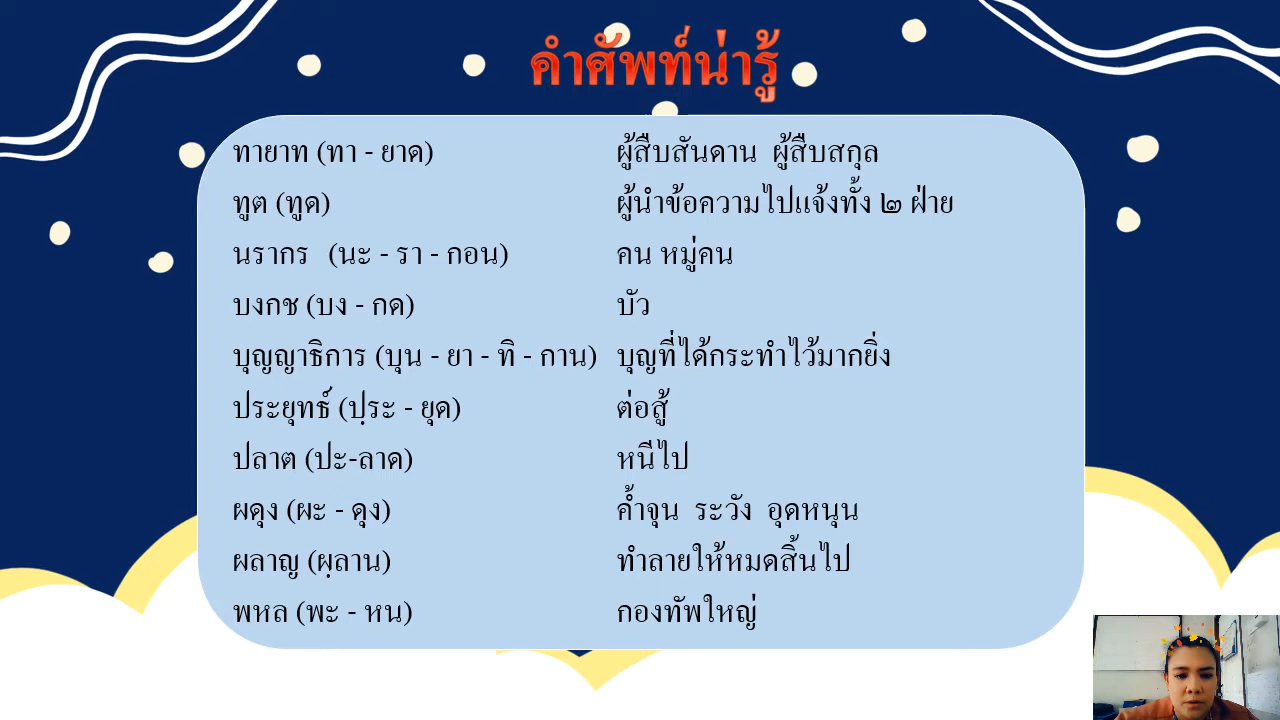 คำศัพท์น่ารู้
ทายาท (ทา - ยาด) ผู้สืบสันดาน ผู้สืบสกุล
ทูต (ทูด) ผู้นำข้อความไปแจ้งทั้ง ๒ ฝ่าย
นรากร (นะ - รา - กอน) คน หมู่คน
บงกช (บง - กด) บัว
บุญญาธิการ (บุน - ยา - ทิ - กาน) บุญที่ได้กระทำไว้มากยิ่ง
ประยุทธ์ (ปฺระ - ยุด) ต่อสู้
ปลาต (ปะ-ลาด) หนีไป
ผดุง (ผะ - ดุง) ค้ำจุน ระวัง อุดหนุน
ผลาญ (ผฺลาน) ทำลายให้หมดสิ้นไป
พหล (พะ - หน) กองทัพใหญ่